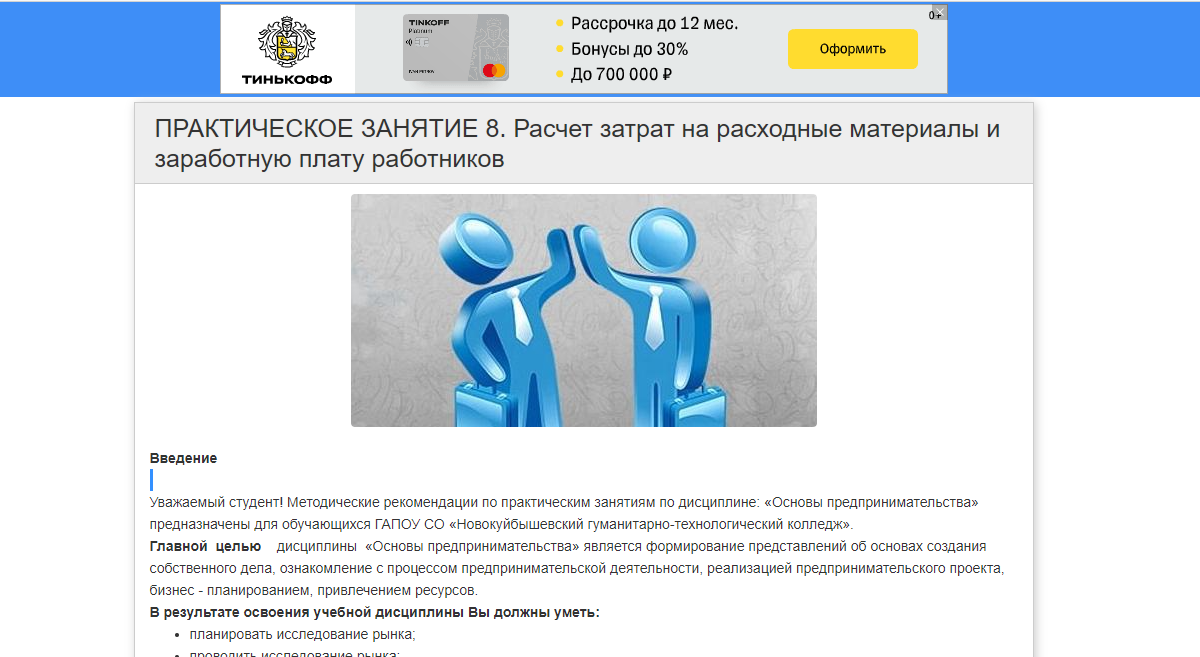 ТИНЬКОФФ
TINKOFF
Platinum
Рассрочка до 12 мес.
Бонусы до 30%
До 700 000 ₽
Оформить
0+
ПРАКТИЧЕСКОЕ ЗАНЯТИЕ 8. Расчет затрат на расходные материалы и
заработную плату работников
Введение
Уважаемый студент! Методические рекомендации по практическим занятиям по дисциплине: «Основы предпринимательства»
предназначены для обучающихся ГАПОУ СО «Новокуйбышевский гуманитарно-технологический колледж».
Главной целью дисциплины «Основы предпринимательства» является формирование представлений об основах создания
собственного дела, ознакомление с процессом предпринимательской деятельности, реализацией предпринимательского проекта,
бизнес - планированием, привлечением ресурсов.
В результате освоения учебной дисциплины Вы должны уметь:
• планировать исследование рынка;
• проводить исследование рынка;